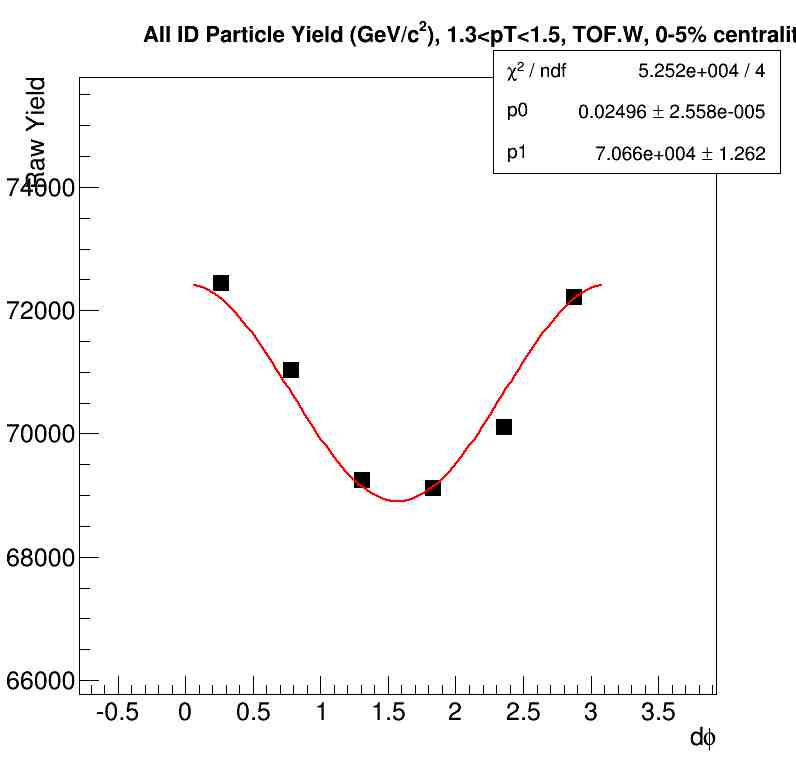 All ID Particle Yield (GeV/c²), 1.3<pT<1.5, TOF.W, 0-5% centralit
χ² / ndf 5.252e+004 / 4
p0 0.02496 ± 2.558e-005
p1 7.066e+004 ± 1.262
Raw Yield
74000
72000
70000
68000
66000
-0.5 0 0.5 1 1.5 2 2.5 3 3.5
dϕ